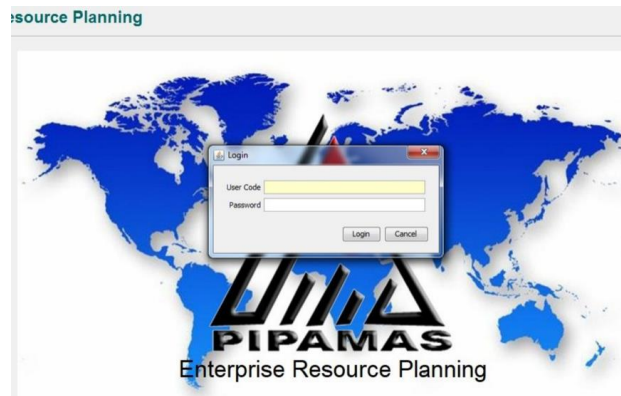 esource Planning
Login
User Code
Password
Login Cancel
PIPAMAS
Enterprise Resource Planning